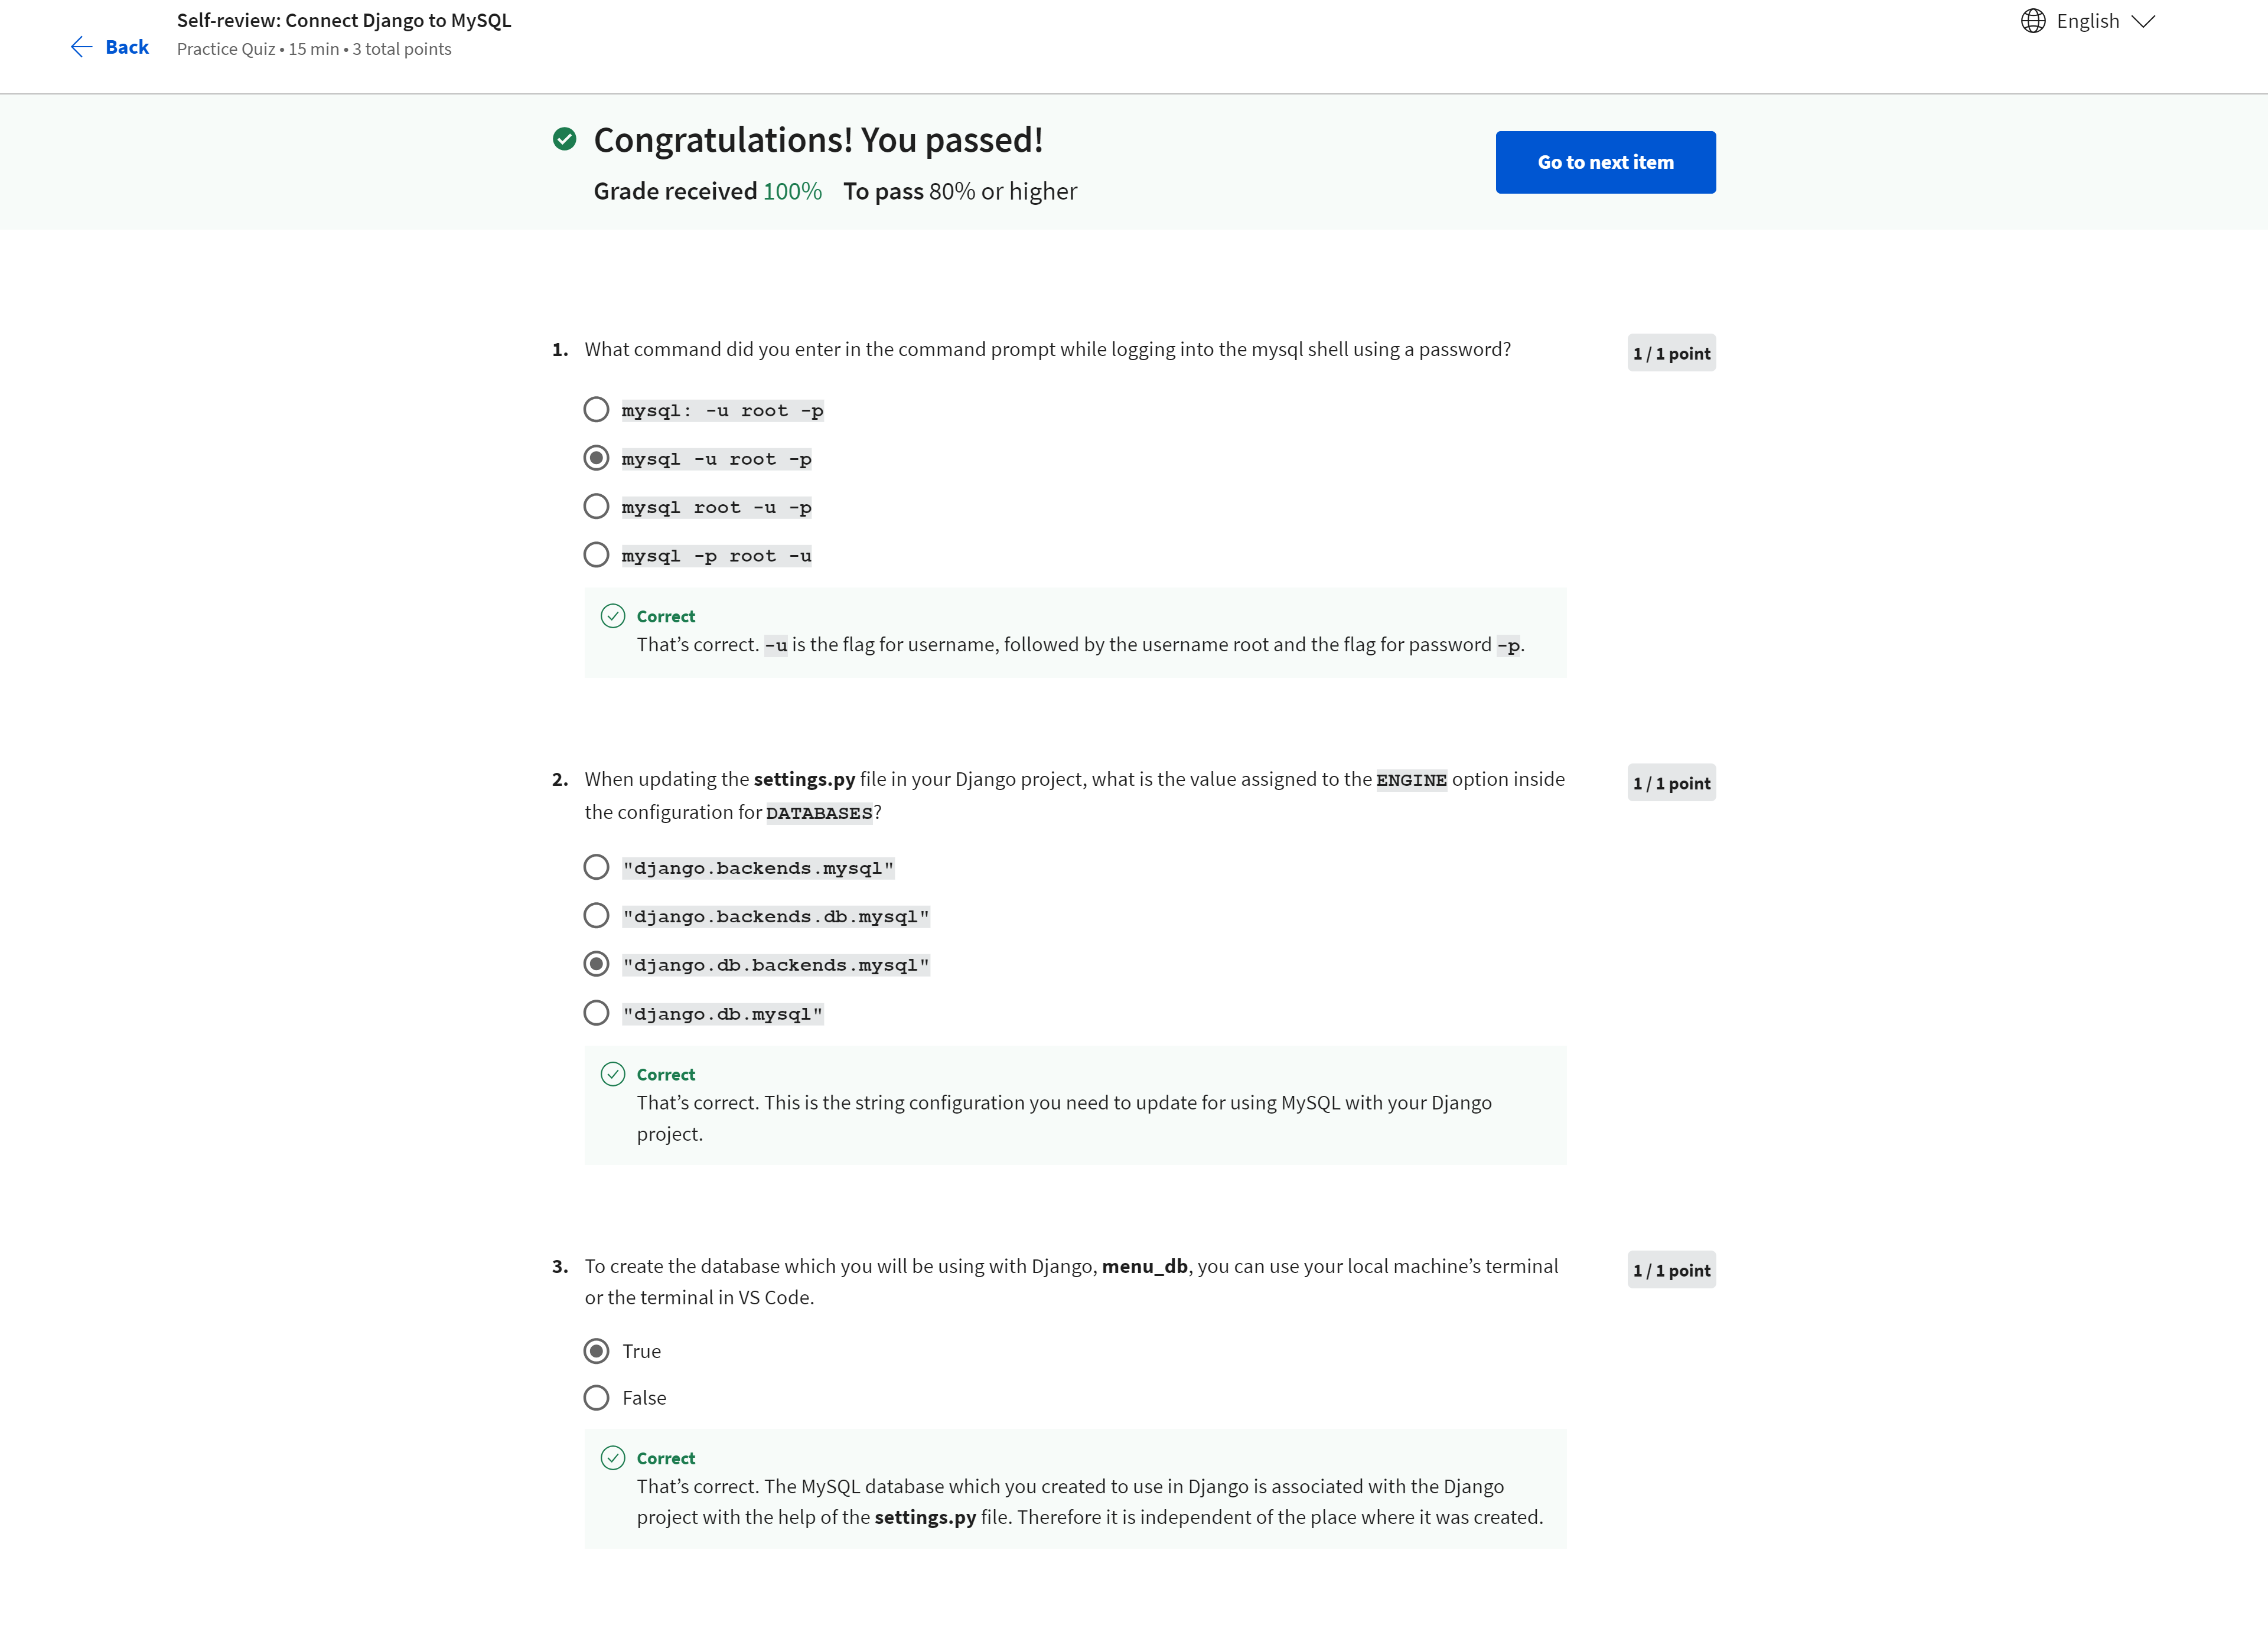 Self-review: Connect Django to MySQL
Back
Practice Quiz • 15 min • 3 total points
English
Congratulations! You passed!
Grade received 100% To pass 80% or higher
Go to next item
1. What command did you enter in the command prompt while logging into the mysql shell using a password?
1 / 1 point
mysql: -u root -p
mysql -u root -p
mysql root -u -p
mysql -p root -u
Correct
That’s correct. -u is the flag for username, followed by the username root and the flag for password -p.
2. When updating the settings.py file in your Django project, what is the value assigned to the ENGINE option inside
the configuration for DATABASES?
1 / 1 point
"django.backends.mysql"
"django.backends.db.mysql"
"django.db.backends.mysql"
"django.db.mysql"
Correct
That’s correct. This is the string configuration you need to update for using MySQL with your Django
project.
3. To create the database which you will be using with Django, menu_db, you can use your local machine’s terminal
or the terminal in VS Code.
1 / 1 point
True
False
Correct
That’s correct. The MySQL database which you created to use in Django is associated with the Django
project with the help of the settings.py file. Therefore it is independent of the place where it was created.